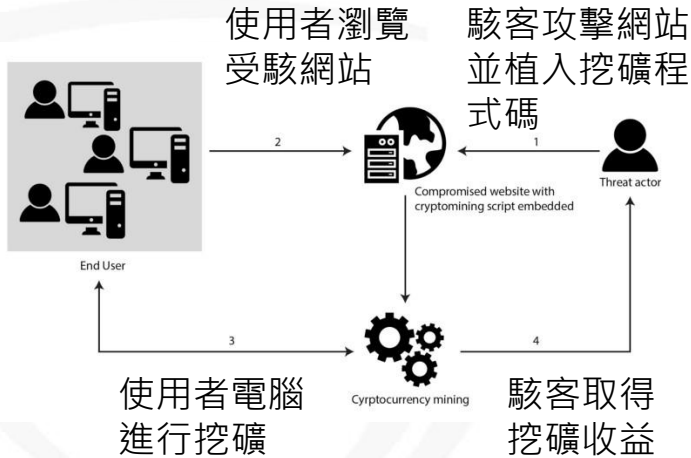 使用者瀏覽
受駭網站
駭客攻擊網站
並植入挖礦程
式碼
2
1
Compromised website with
cryptomining script embedded
Threat actor
End User
3
4
Cyrptocurrency mining
使用者電腦
進行挖礦
駭客取得
挖礦收益